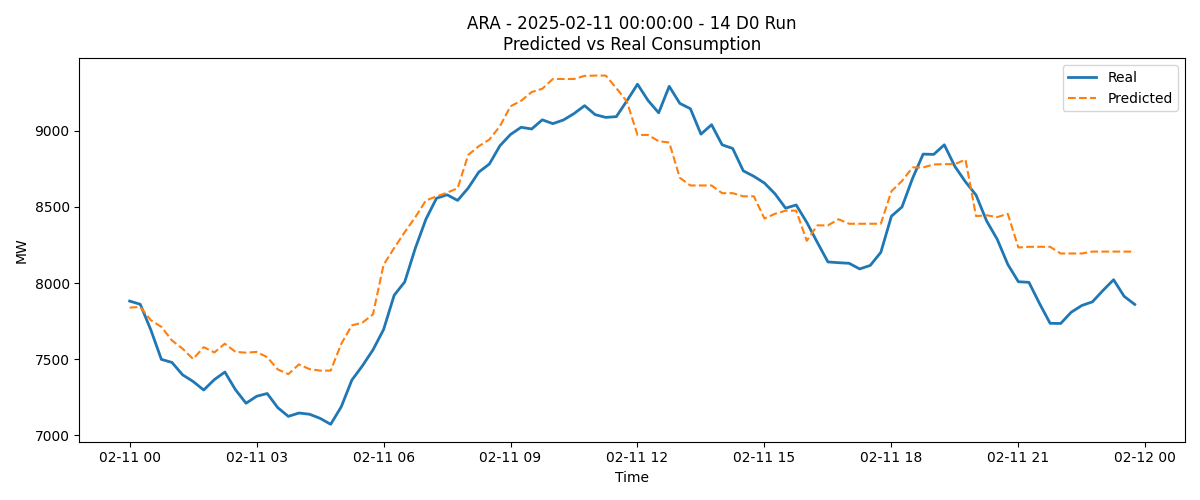 ARA - 2025-02-11 00:00:00 - 14 D0 Run
Predicted vs Real Consumption
Real
Predicted
MW
9000
8500
8000
7500
7000
02-11 00
02-11 03
02-11 06
02-11 09
02-11 12
02-11 15
02-11 18
02-11 21
02-12 00
Time